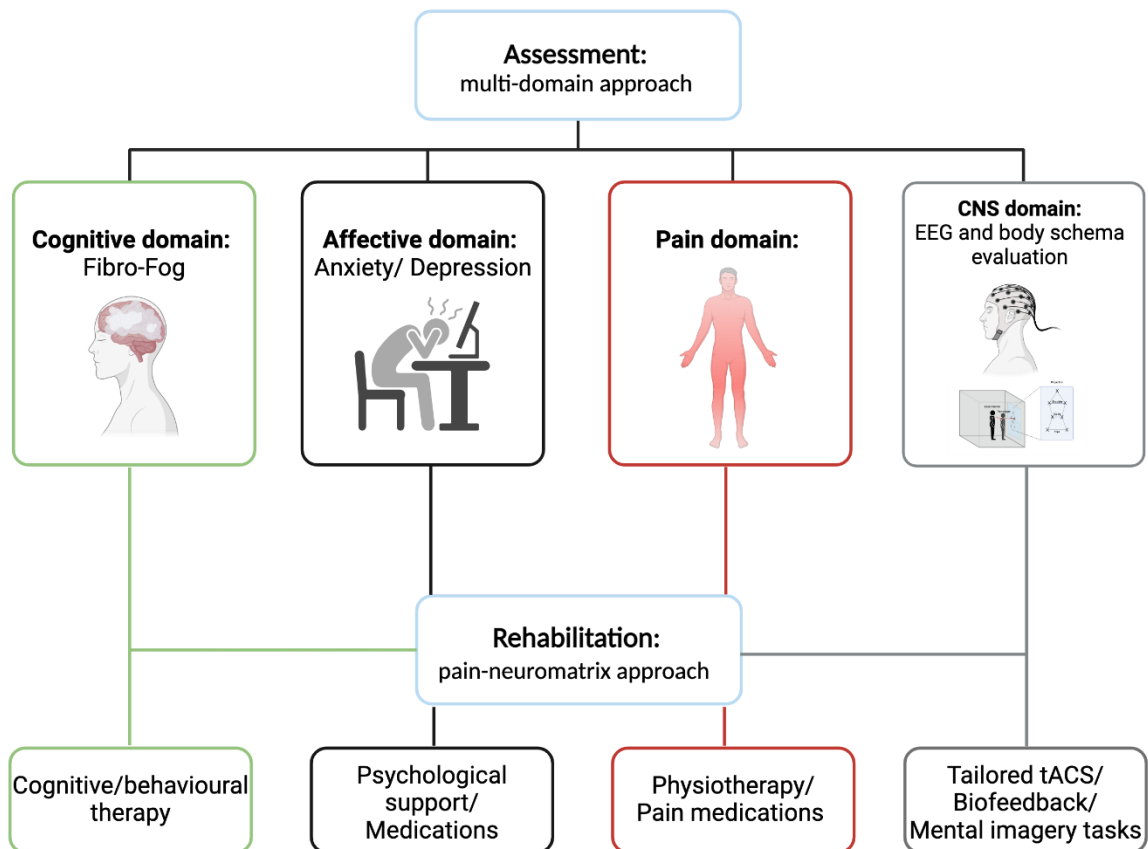 Assessment:
multi-domain approach
Cognitive domain:
Fibro-Fog
Affective domain:
Anxiety/ Depression
Pain domain:
CNS domain:
EEG and body schema
evaluation
Rehabilitation:
pain-neuromatrix approach
Cognitive/behavioural
therapy
Psychological
support/
Medications
Physiotherapy/
Pain medications
Tailored tACS/
Biofeedback/
Mental imagery tasks